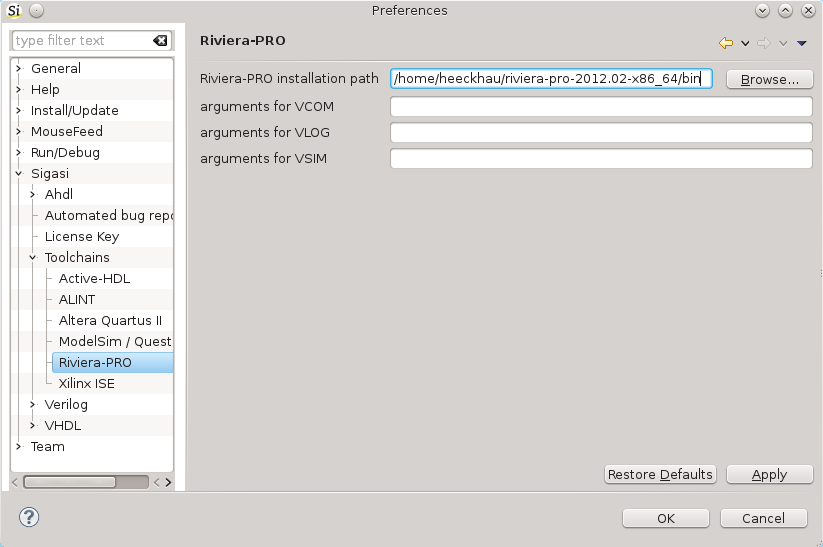 Si
Preferences
type filter text
General
Help
Install/Update
MouseFeed
Run/Debug
Sigasi
Ahdl
Automated bug repo
License Key
Toolchains
Active-HDL
ALINT
Altera Quartus II
ModelSim / Quest
Riviera-PRO
Xilinx ISE
Verilog
VHDL
Team
Riviera-PRO
Riviera-PRO installation path /home/heeckhau/riviera-pro-2012.02-x86_64/bin Browse...
arguments for VCOM
arguments for VLOG
arguments for VSIM
Restore Defaults Apply
? OK Cancel